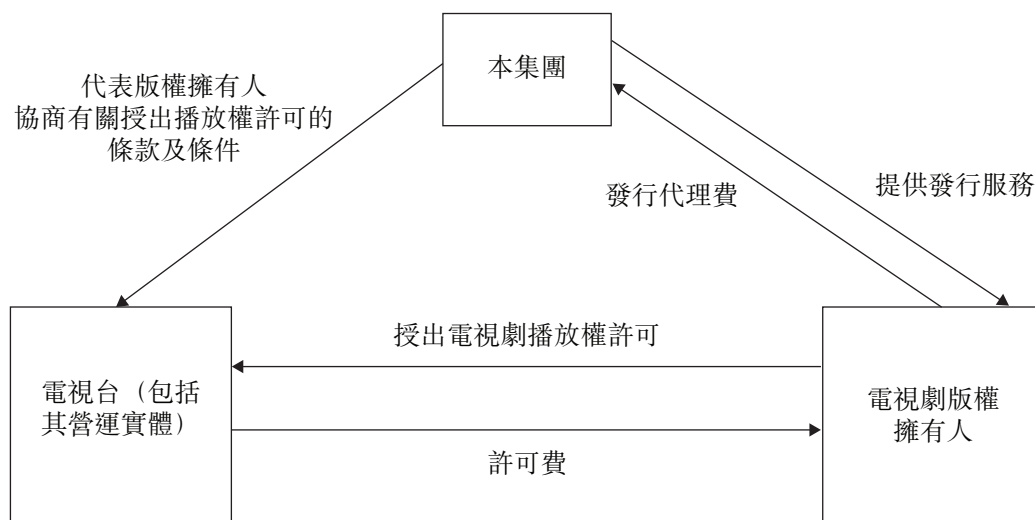 本集團
代表版權擁有人
協商有關授出播放權許可的
條款及條件
提供發行服務
發行代理費
授出電視劇播放權許可
電視台（包括
其營運實體）
電視劇版權
擁有人
許可費